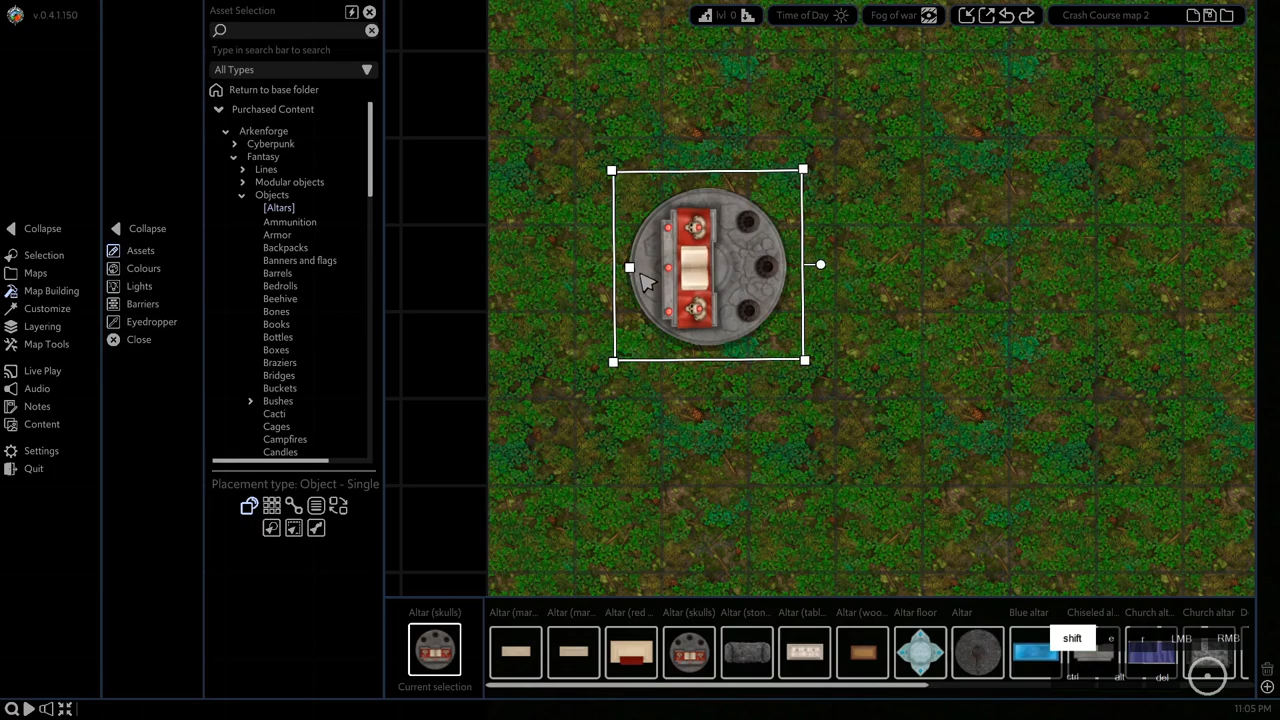 v.0.4.1.150
Asset Selection
lvl 0
Time of Day
Fog of war
Crash Course map 2
Type in search bar to search
All Types
Return to base folder
Purchased Content
Arkenforge
Cyberpunk
Fantasy
Lines
Modular objects
Objects
[Altars]
Ammunition
Armor
Backpacks
Banners and flags
Barrels
Bedrolls
Beehive
Bones
Books
Bottles
Boxes
Braziers
Bridges
Buckets
Bushes
Cacti
Cages
Campfires
Candles
Collapse
Selection
Maps
Map Building
Customize
Layering
Map Tools
Live Play
Audio
Notes
Content
Settings
Quit
Collapse
Assets
Colours
Lights
Barriers
Eyedropper
Close
Placement type: Object - Single
Altar (skulls)
Current selection
Altar (mar...
Altar (mar...
Altar (red ...
Altar (skulls)
Altar (ston...
Altar (tabl...
Altar (woo...
Altar floor
Altar
Blue altar
Chiseled al...
Church alt...
Church altar
D
shift
e
r
LMB
RMB
ctrl
alt
del
11:05 PM